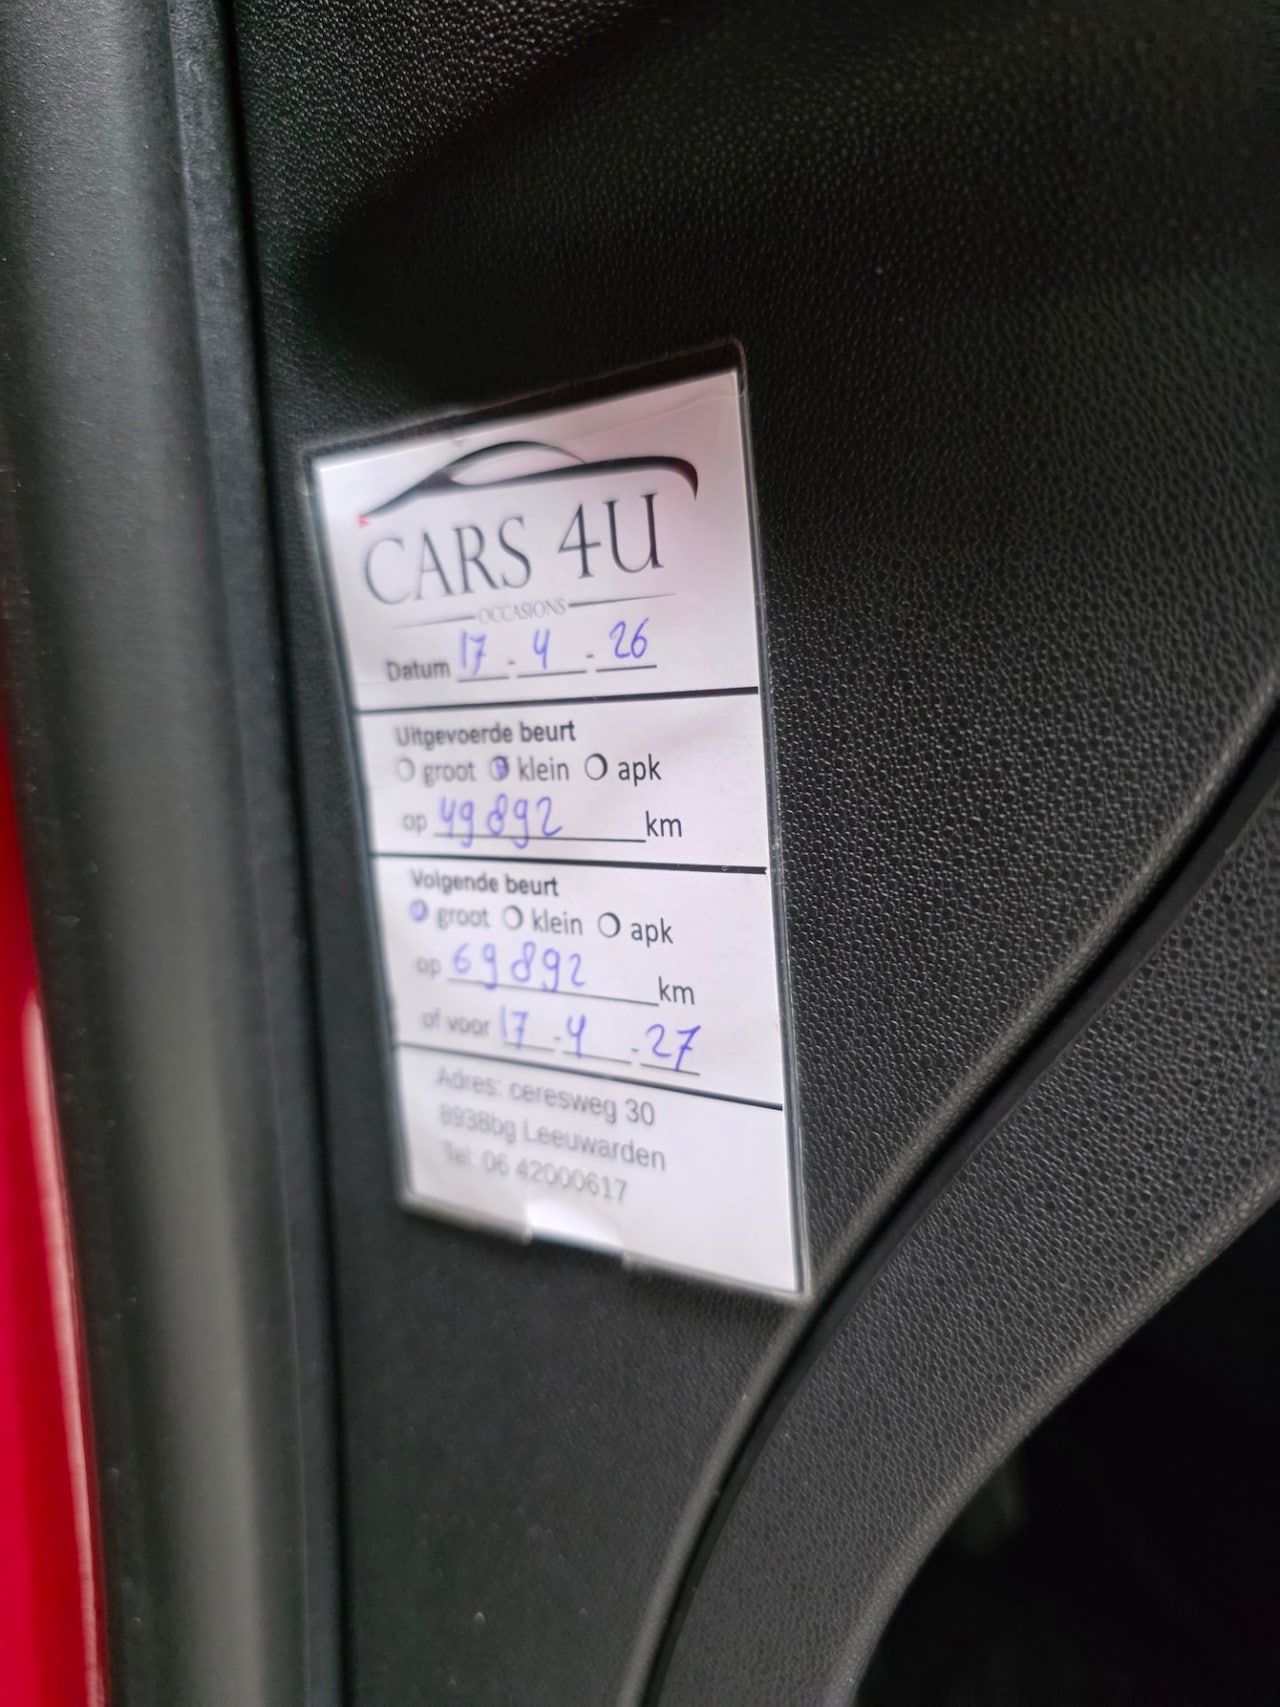 CARS 4U
OCCASIONS
Datum 17 - 4 - 26
Uitgevoerde beurt
groot klein apk
op 49892 km
Volgende beurt
groot klein apk
op 69892 km
of voor 17 - 4 - 27
Adres: ceresweg 30
8938bg Leeuwarden
Tel: 06 42000617